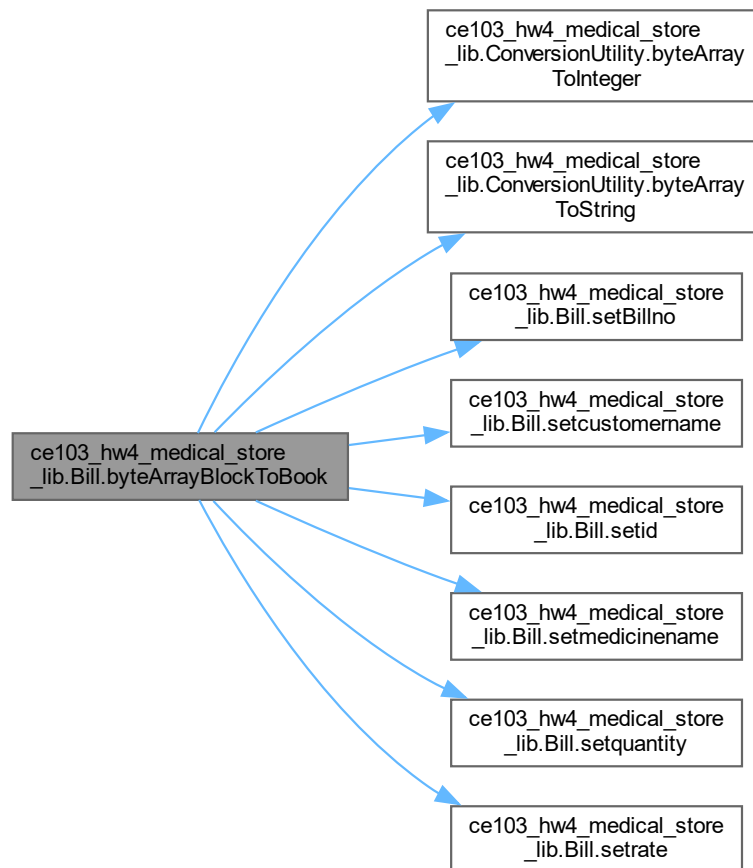 ce103_hw4_medical_store
_lib.ConversionUtility.byteArray
ToInteger
ce103_hw4_medical_store
_lib.ConversionUtility.byteArray
ToString
ce103_hw4_medical_store
_lib.Bill.setBillno
ce103_hw4_medical_store
_lib.Bill.setcustomername
ce103_hw4_medical_store
_lib.Bill.byteArrayBlockToBook
ce103_hw4_medical_store
_lib.Bill.setid
ce103_hw4_medical_store
_lib.Bill.setmedicinename
ce103_hw4_medical_store
_lib.Bill.setquantity
ce103_hw4_medical_store
_lib.Bill.setrate